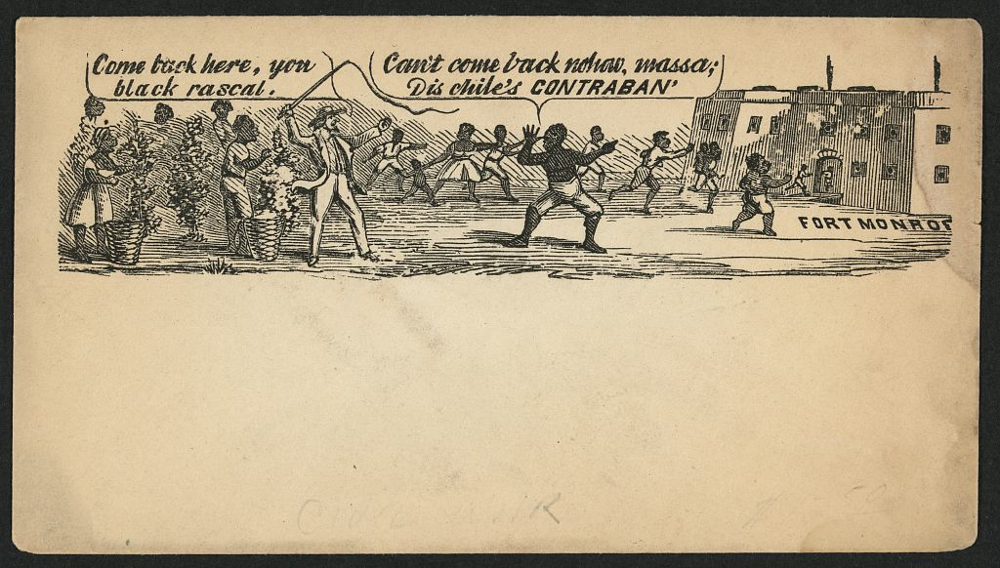 Come back here, you
black rascal.
Can't come back nohow, massa;
Dis chile's CONTRABAN'
FORT MONROE